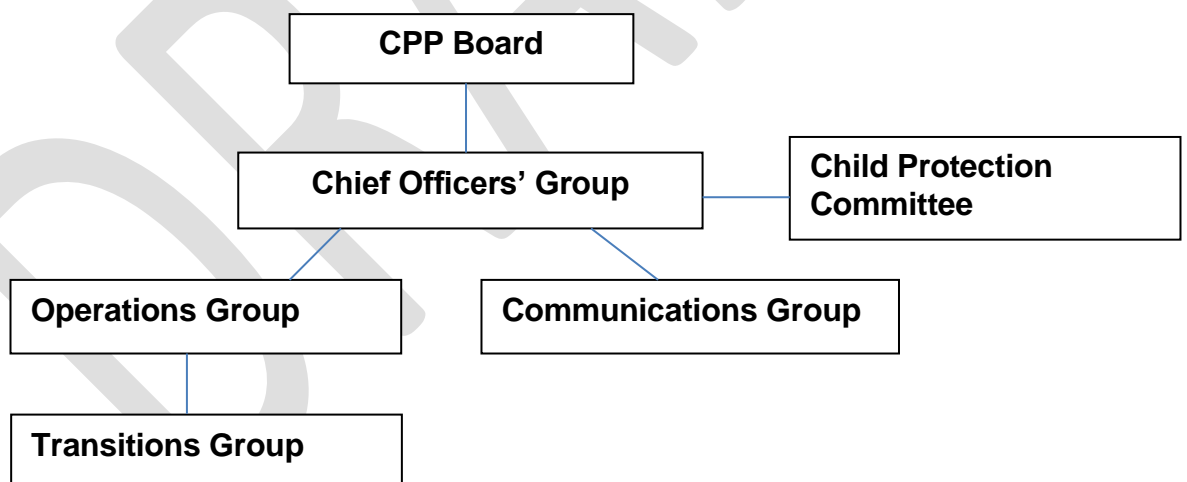 CPP Board
Chief Officers’ Group
Child Protection
Committee
Operations Group
Communications Group
Transitions Group